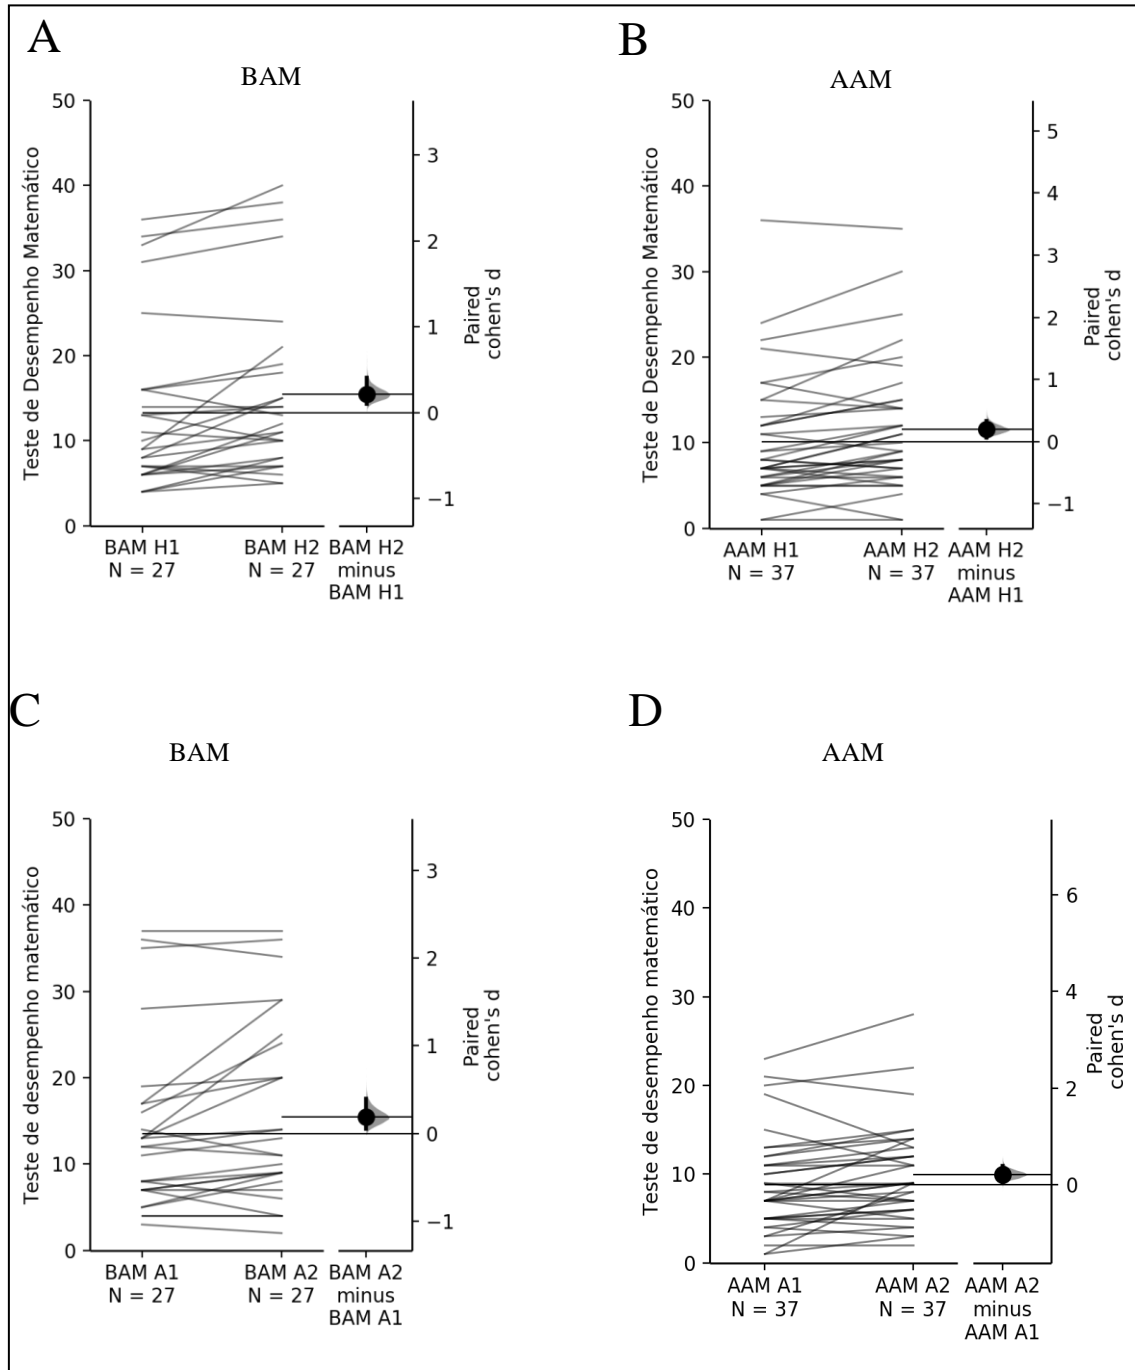 A
BAM
Teste de Desempenho Matemático
50
40
30
20
10
0
3
2
1
0
−1
Paired
cohen's d
BAM H1
N = 27
BAM H2
N = 27
BAM H2
minus
BAM H1
B
AAM
Teste de Desempenho Matemático
50
40
30
20
10
0
5
4
3
2
1
0
−1
Paired
cohen's d
AAM H1
N = 37
AAM H2
N = 37
AAM H2
minus
AAM H1
C
BAM
Teste de desempenho matemático
50
40
30
20
10
0
3
2
1
0
−1
Paired
cohen's d
BAM A1
N = 27
BAM A2
N = 27
BAM A2
minus
BAM A1
D
AAM
Teste de desempenho matemático
50
40
30
20
10
0
6
4
2
0
Paired
cohen's d
AAM A1
N = 37
AAM A2
N = 37
AAM A2
minus
AAM A1